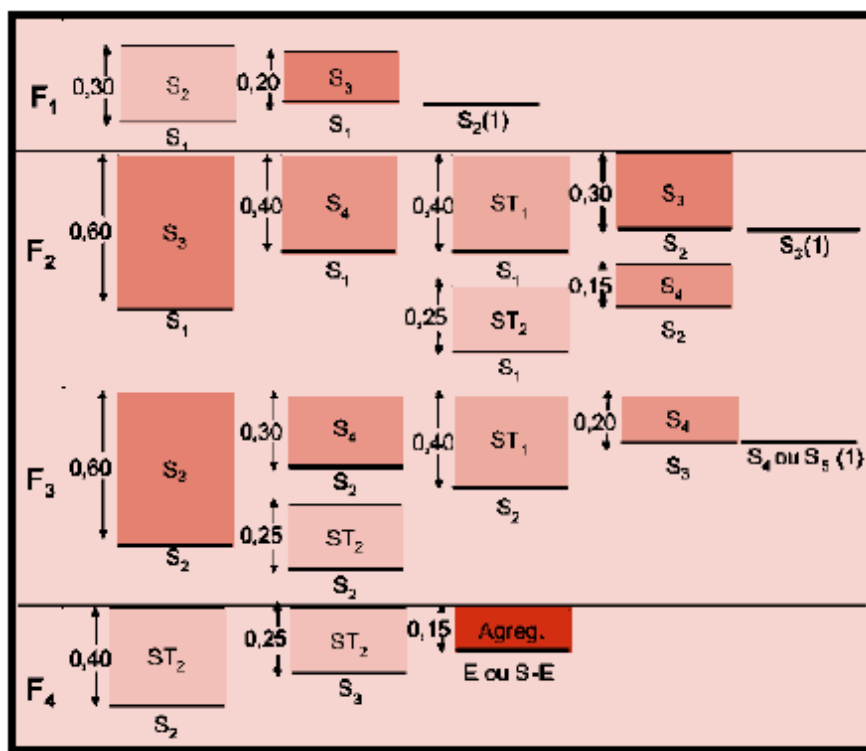 F₁
0,30
S₂
S₁
0,20
S₃
S₁
S₂(1)
F₂
0,60
S₃
S₁
0,40
S₄
S₁
0,40
ST₁
S₁
0,30
S₃
S₂
S₃(1)
0,25
ST₂
S₁
0,15
S₄
S₂
F₃
0,60
S₂
0,30
S₄
S₂
0,40
ST₁
S₂
0,20
S₄
S₃
S₄ ou S₅ (1)
0,25
ST₂
S₂
F₄
0,40
ST₂
S₂
0,25
ST₂
S₃
0,15
Agreg.
E ou S-E